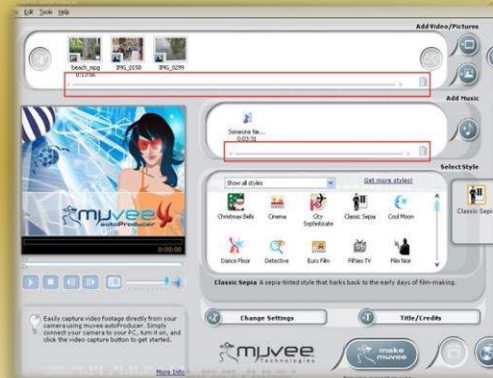 Edit Tools Help
Add Video/Pictures
beach_mpg
IMG_0158
IMG_0299
0:13:06
Add Music
Someone Ne...
0:03:31
Select Style
Show all styles
Get more styles!
Christmas Bells
Cinema
City Sophisticate
Classic Sepia
Cool Moon
Classic Sepi
Dance Floor
Detective
Euro Film
Fifties TV
Film Noir
muvee 4
autoProducer
0:00:00
Classic Sepia A sepia-tinted style that harks back to the early days of film-making.
Easily capture video footage directly from your
camera using muvee autoProducer. Simply
connect your camera to your PC, turn it on, and
click the video capture button to get started.
More Info
Change Settings
Title/Credits
muvee
Technologies
make
muvee